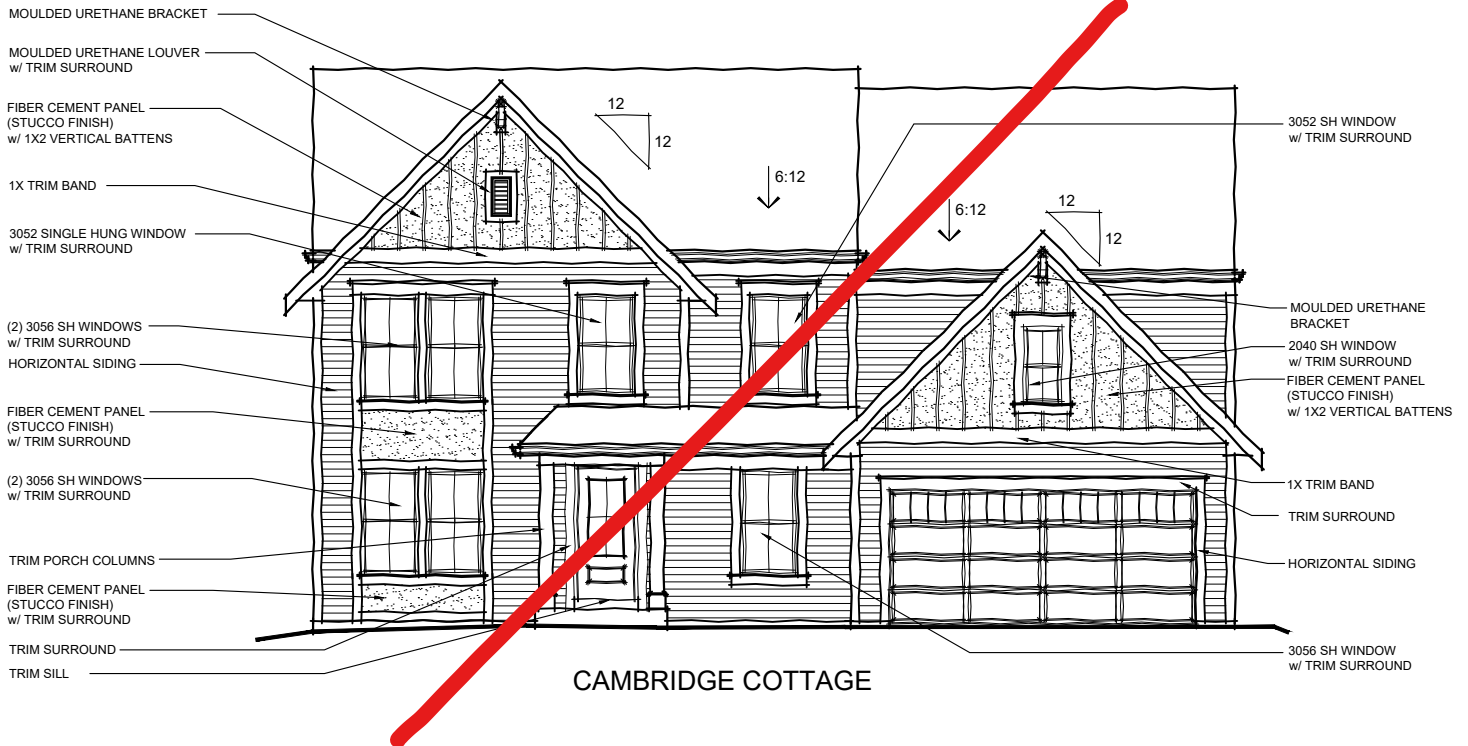 MOULDED URETHANE BRACKET
MOULDED URETHANE LOUVER
w/ TRIM SURROUND
FIBER CEMENT PANEL
(STUCCO FINISH)
w/ 1X2 VERTICAL BATTENS
1X TRIM BAND
3052 SINGLE HUNG WINDOW
w/ TRIM SURROUND
(2) 3056 SH WINDOWS
w/ TRIM SURROUND
HORIZONTAL SIDING
FIBER CEMENT PANEL
(STUCCO FINISH)
w/ TRIM SURROUND
(2) 3056 SH WINDOWS
w/ TRIM SURROUND
TRIM PORCH COLUMNS
FIBER CEMENT PANEL
(STUCCO FINISH)
w/ TRIM SURROUND
TRIM SURROUND
TRIM SILL
12
12
6:12
6:12
12
12
3052 SH WINDOW
w/ TRIM SURROUND
MOULDED URETHANE
BRACKET
2040 SH WINDOW
w/ TRIM SURROUND
FIBER CEMENT PANEL
(STUCCO FINISH)
w/ 1X2 VERTICAL BATTENS
1X TRIM BAND
TRIM SURROUND
HORIZONTAL SIDING
3056 SH WINDOW
w/ TRIM SURROUND
CAMBRIDGE COTTAGE